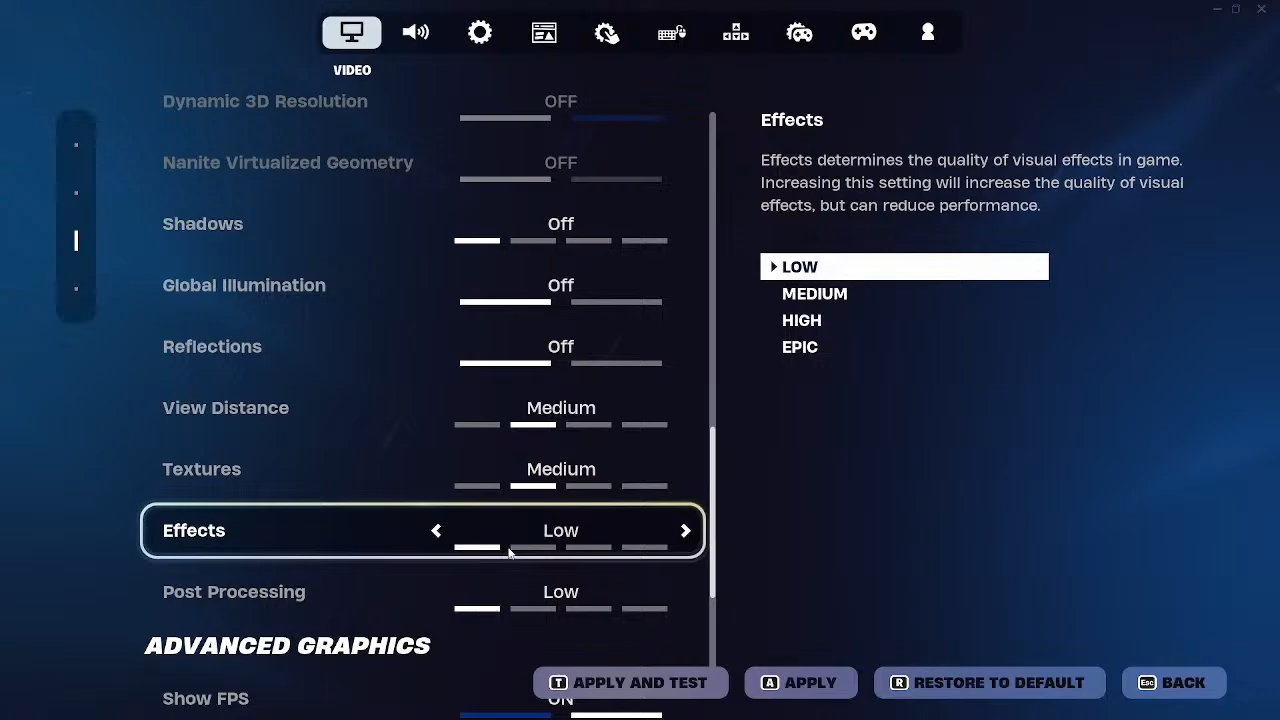 VIDEO
Dynamic 3D Resolution OFF
Nanite Virtualized Geometry OFF
Shadows Off
Global Illumination Off
Reflections Off
View Distance Medium
Textures Medium
Effects Low
Post Processing Low
ADVANCED GRAPHICS
Show FPS ON
Effects
Effects determines the quality of visual effects in game.
Increasing this setting will increase the quality of visual
effects, but can reduce performance.
LOW
MEDIUM
HIGH
EPIC
T APPLY AND TEST A APPLY R RESTORE TO DEFAULT Esc BACK